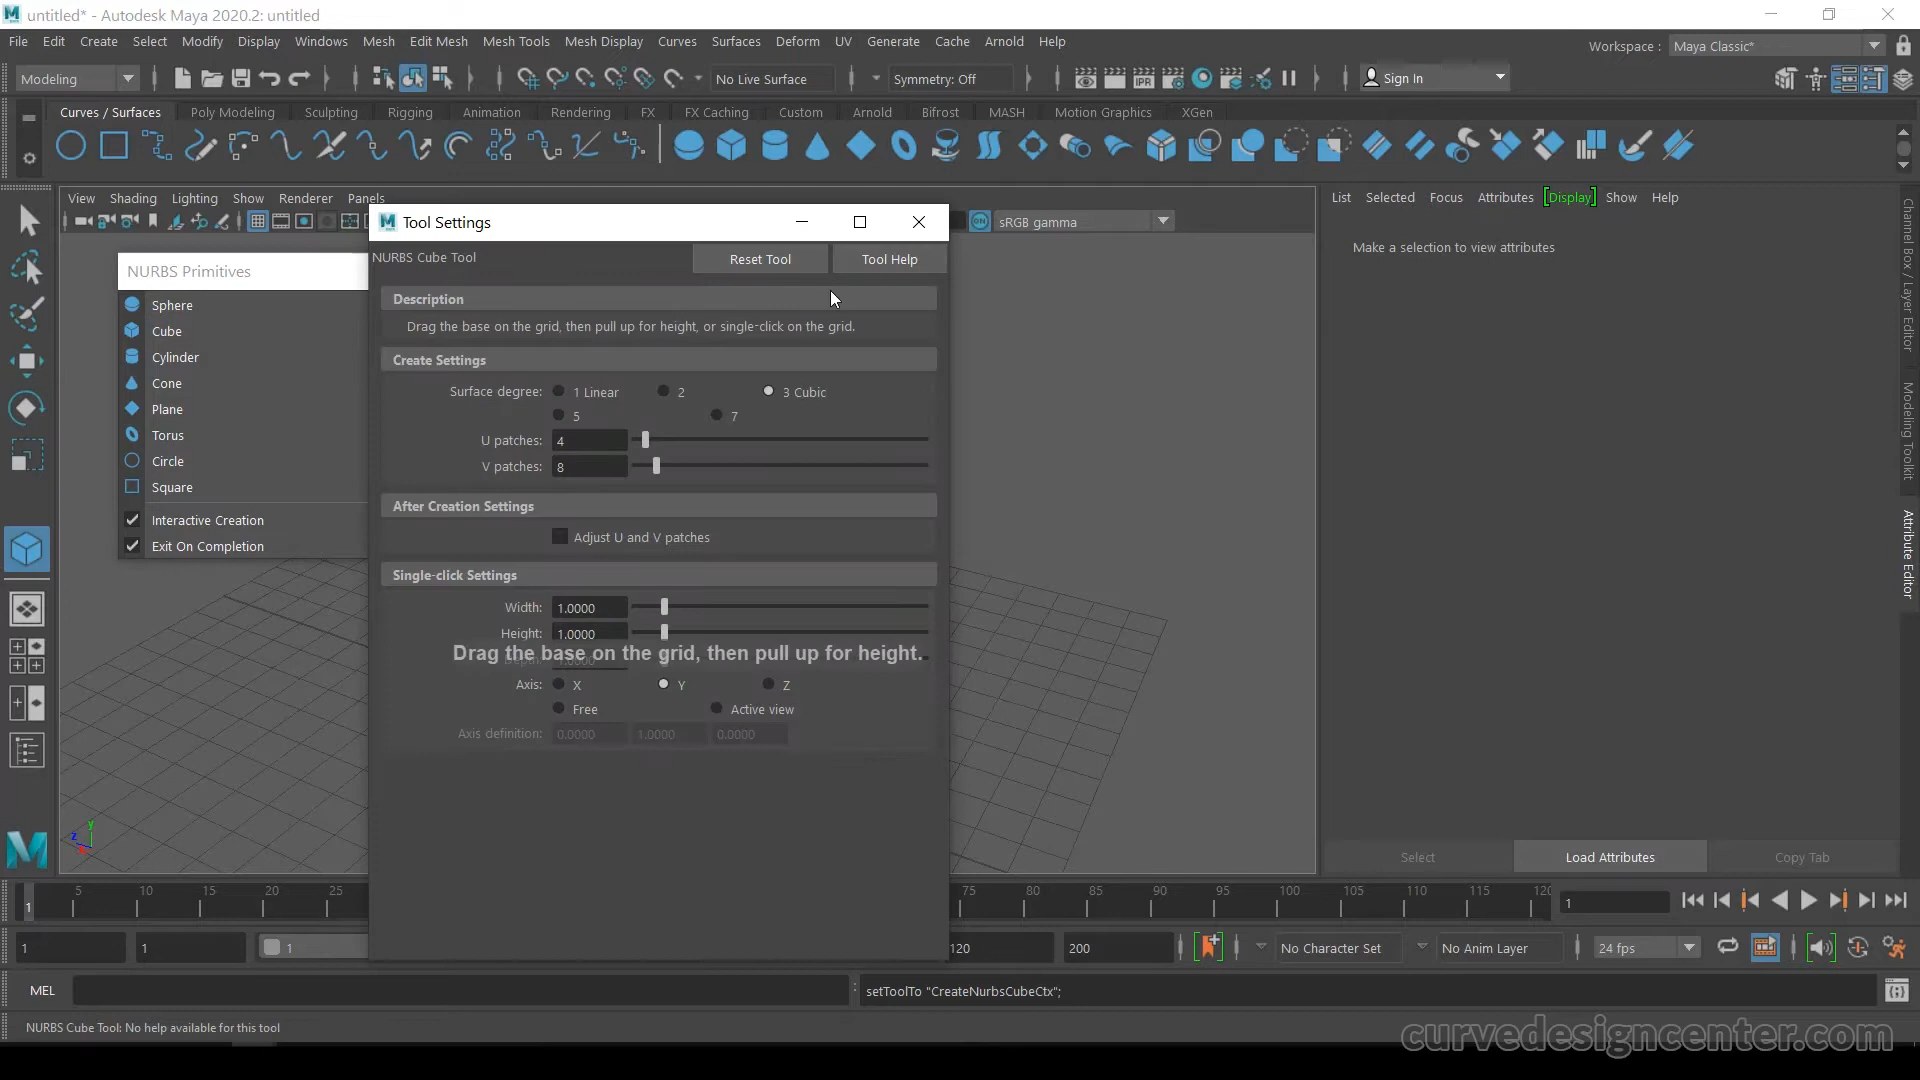 untitled* - Autodesk Maya 2020.2: untitled
File Edit Create Select Modify Display Windows Mesh Edit Mesh Mesh Tools Mesh Display Curves Surfaces Deform UV Generate Cache Arnold Help
Workspace : Maya Classic*
Modeling
No Live Surface
Symmetry: Off
IPR
Sign In
Curves / Surfaces Poly Modeling Sculpting Rigging Animation Rendering FX FX Caching Custom Arnold Bifrost MASH Motion Graphics XGen
View Shading Lighting Show Renderer Panels
List Selected Focus Attributes [Display] Show Help
Tool Settings
ON sRGB gamma
Make a selection to view attributes
NURBS Cube Tool
Reset Tool
Tool Help
NURBS Primitives
Sphere
Cube
Cylinder
Cone
Plane
Torus
Circle
Square
Interactive Creation
Exit On Completion
Description
Drag the base on the grid, then pull up for height, or single-click on the grid.
Create Settings
Surface degree: 1 Linear 2 3 Cubic
5 7
U patches: 4
V patches: 8
After Creation Settings
Adjust U and V patches
Single-click Settings
Width: 1.0000
Height: 1.0000
Depth: 1.0000
Drag the base on the grid, then pull up for height.
Axis: X Y Z
Free Active view
Axis definition: 0.0000 1.0000 0.0000
Channel Box / Layer Editor
Modeling Toolkit
Attribute Editor
z y
Select
Load Attributes
Copy Tab
1 5 10 15 20 25 75 80 85 90 95 100 105 110 115 120
1
1 1 1 120 200
No Character Set
No Anim Layer
24 fps
MEL
setToolTo "CreateNurbsCubeCtx";
NURBS Cube Tool: No help available for this tool
curvedesigncenter.com